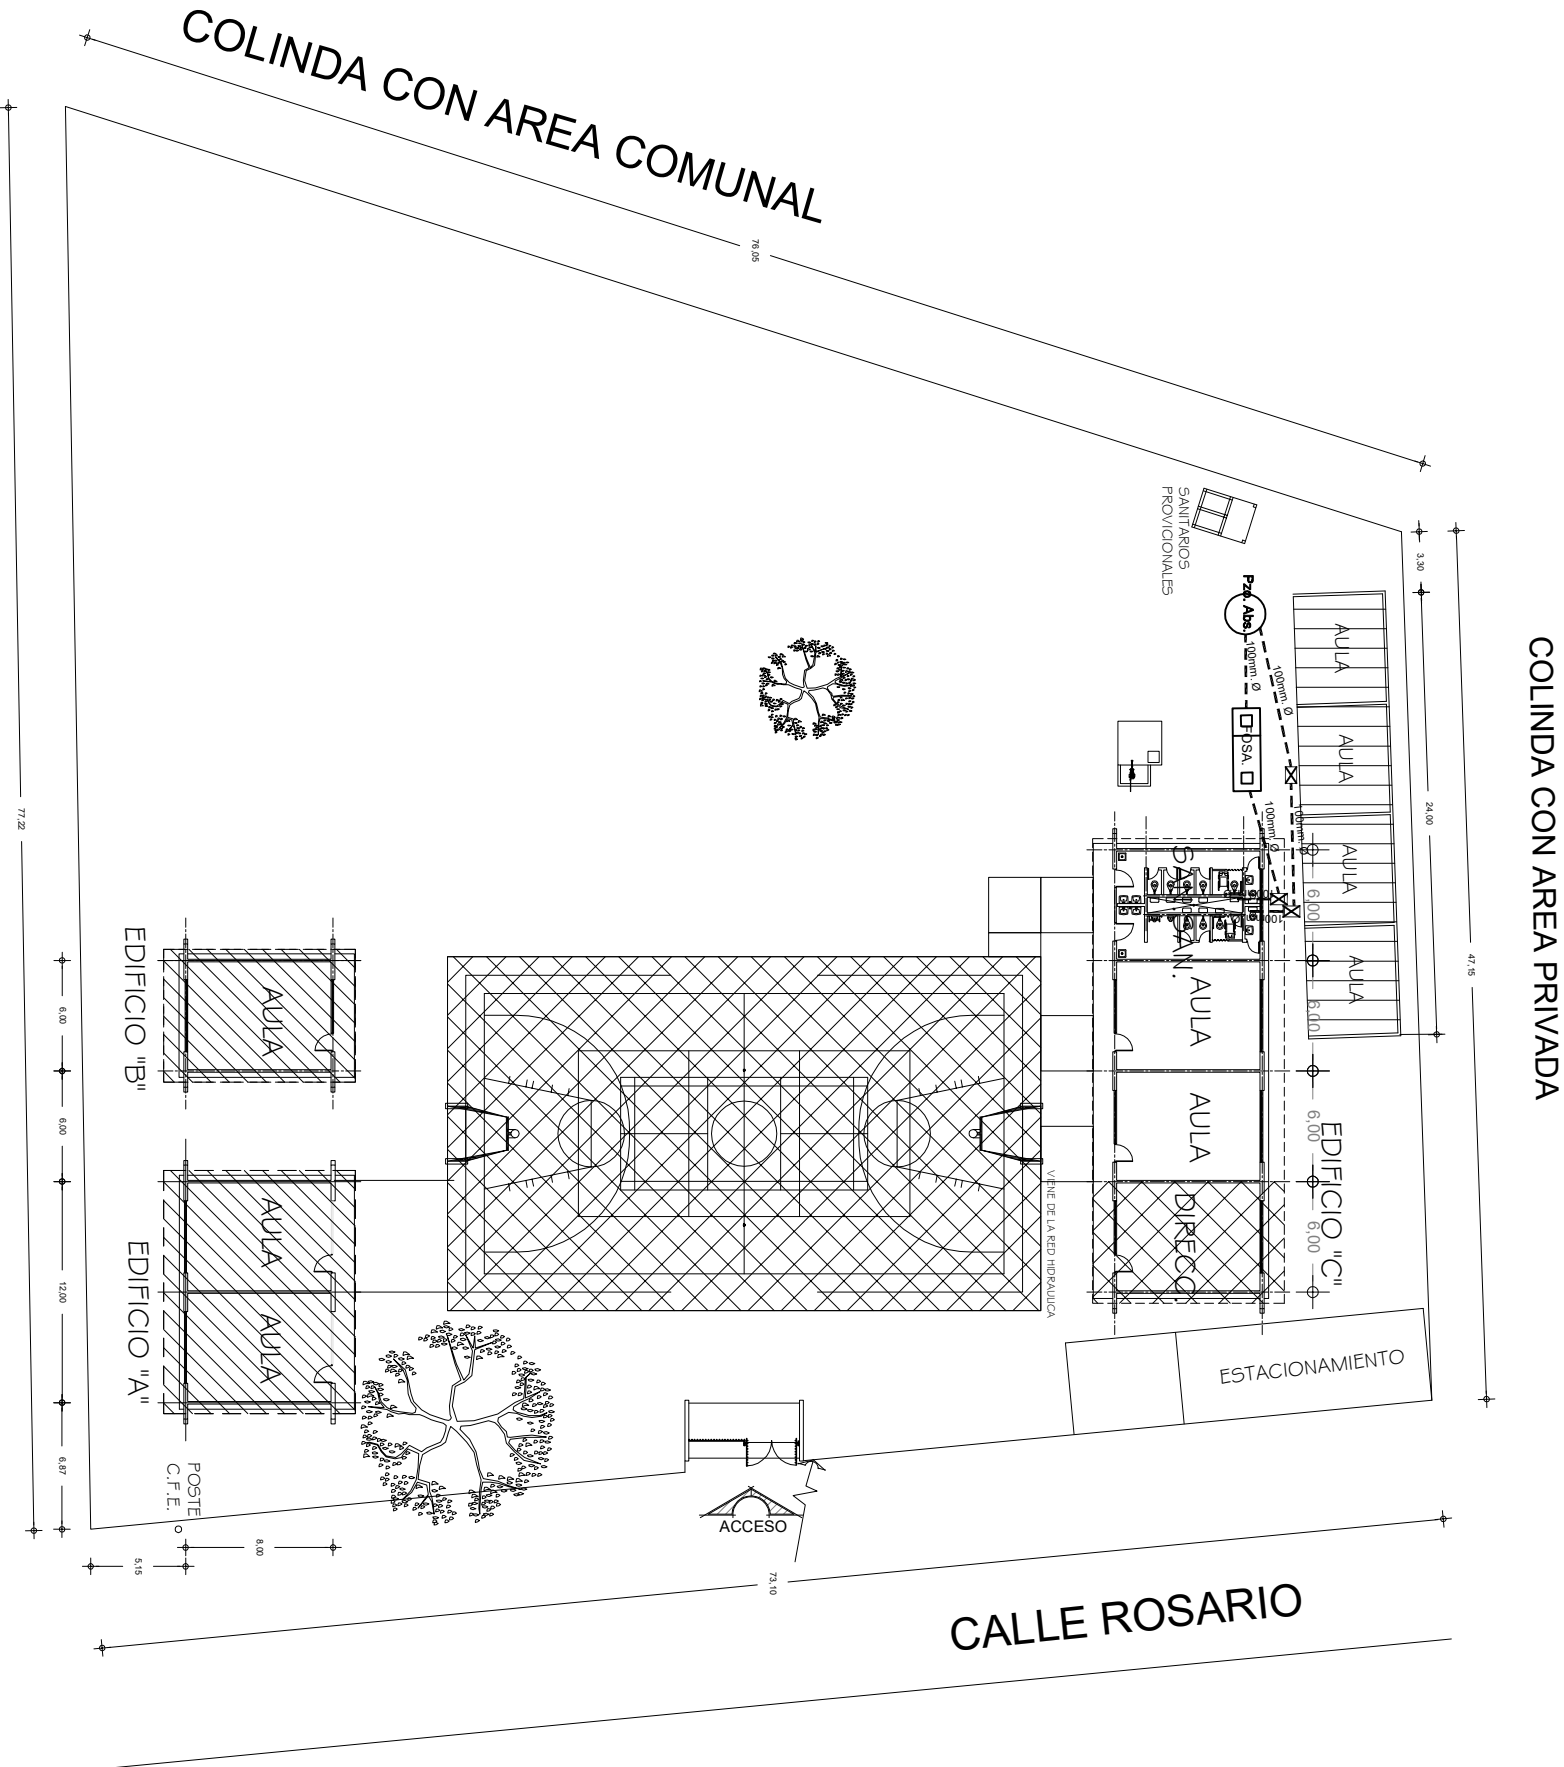 COLINDA CON AREA COMUNAL
76,05
COLINDA CON AREA PRIVADA
3,30
24,00
47,15
77,22
SANITARIOS
PROVICIONALES
Pzo. Abs.
100mm. Ø
100mm. Ø
FOSA.
100mm. Ø
100mm. Ø
AULA
AULA
AULA
AULA
6,00
6,00
6,00
6,00
AULA
AULA
DIRECC.
EDIFICIO "C"
VIENE DE LA RED HIDRAULICA
ESTACIONAMIENTO
EDIFICIO "B"
AULA
6,00
6,00
12,00
6,87
EDIFICIO "A"
AULA
AULA
POSTE
C.F.E.
8,00
5,15
ACCESO
73,10
CALLE ROSARIO